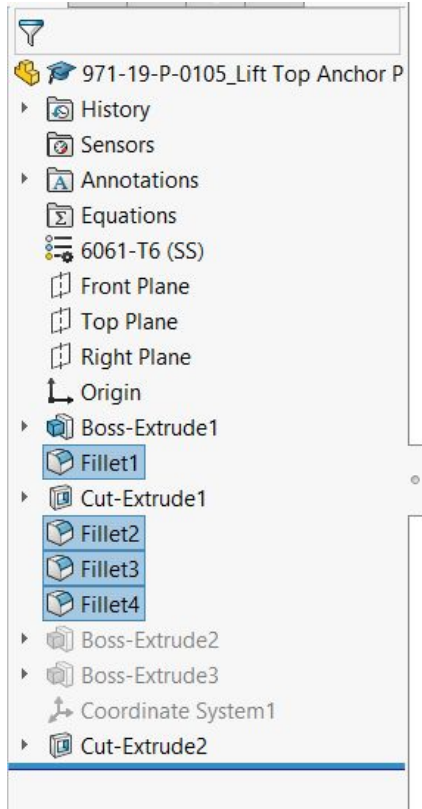 971-19-P-0105_Lift Top Anchor P
History
Sensors
Annotations
Equations
6061-T6 (SS)
Front Plane
Top Plane
Right Plane
Origin
Boss-Extrude1
Fillet1
Cut-Extrude1
Fillet2
Fillet3
Fillet4
Boss-Extrude2
Boss-Extrude3
Coordinate System1
Cut-Extrude2